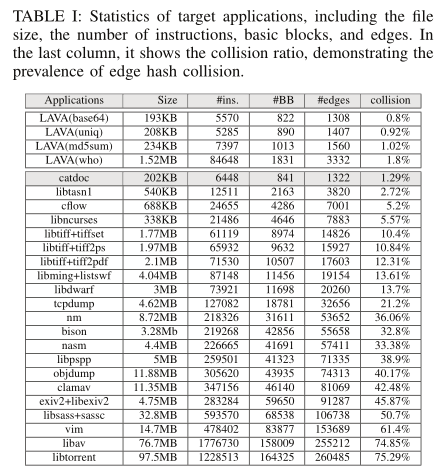 TABLE I: Statistics of target applications, including the file
size, the number of instructions, basic blocks, and edges. In
the last column, it shows the collision ratio, demonstrating the
prevalence of edge hash collision.
Applications Size #ins. #BB #edges collision
LAVA(base64) 193KB 5570 822 1308 0.8%
LAVA(uniq) 208KB 5285 890 1407 0.92%
LAVA(md5sum) 234KB 7397 1013 1560 1.02%
LAVA(who) 1.52MB 84648 1831 3332 1.8%
catdoc 202KB 6448 841 1322 1.29%
libtasn1 540KB 12511 2163 3820 2.72%
cflow 688KB 24655 4286 7001 5.2%
libncurses 338KB 21486 4646 7883 5.57%
libtiff+tiffset 1.77MB 61119 8974 14826 10.4%
libtiff+tiff2ps 1.97MB 65932 9632 15927 10.84%
libtiff+tiff2pdf 2.1MB 71530 10507 17603 12.31%
libming+listswf 4.04MB 87148 11456 19154 13.61%
libdwarf 3MB 73921 11698 20260 13.7%
tcpdump 4.62MB 127082 18781 32656 21.2%
nm 8.72MB 218326 31611 53652 36.06%
bison 3.28Mb 219268 42856 55658 32.8%
nasm 4.4MB 226665 41691 57411 33.38%
libpspp 5MB 259501 41323 71335 38.9%
objdump 11.88MB 305620 43935 74313 40.17%
clamav 11.35MB 347156 46140 81069 42.48%
exiv2+libexiv2 4.75MB 283284 59650 91287 45.87%
libsass+sassc 32.8MB 593570 68538 106738 50.7%
vim 14.7MB 478402 83877 153689 61.4%
libav 76.7MB 1776730 158009 255212 74.85%
libtorrent 97.5MB 1228513 164325 260485 75.29%